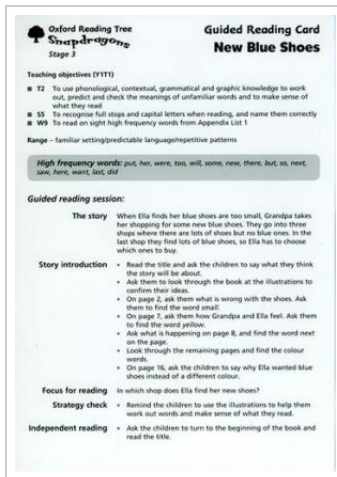 Oxford Reading Tree
Snapdragons
Stage 3
Guided Reading Card
New Blue Shoes
Teaching objectives (Y1T1)
■ T2 To use phonological, contextual, grammatical and graphic knowledge to work
out, predict and check the meanings of unfamiliar words and to make sense of
what they read
■ S5 To recognise full stops and capital letters when reading, and name them correctly
■ W9 To read on sight high frequency words from Appendix List 1
Range – familiar setting/predictable language/repetitive patterns
High frequency words: put, her, were, too, will, some, new, there, but, so, next,
saw, here, want, last, did
Guided reading session:
The story When Ella finds her blue shoes are too small, Grandpa takes
her shopping for some new blue shoes. They go into three
shops where there are lots of shoes but no blue ones. In the
last shop they find lots of blue shoes, so Ella has to choose
which ones to buy.
Story introduction • Read the title and ask the children to say what they think
the story will be about.
• Ask them to look through the book at the illustrations to
confirm their ideas.
• On page 2, ask them what is wrong with the shoes. Ask
them to find the word small.
• On page 7, ask them how Grandpa and Ella feel. Ask them
to find the word yellow.
• Ask what is happening on page 8, and find the word next
on the page.
• Look through the remaining pages and find the colour
words.
• On page 16, ask the children to say why Ella wanted blue
shoes instead of a different colour.
Focus for reading In which shop does Ella find her new shoes?
Strategy check • Remind the children to use the illustrations to help them
work out words and make sense of what they read.
Independent reading • Ask the children to turn to the beginning of the book and
read the title.